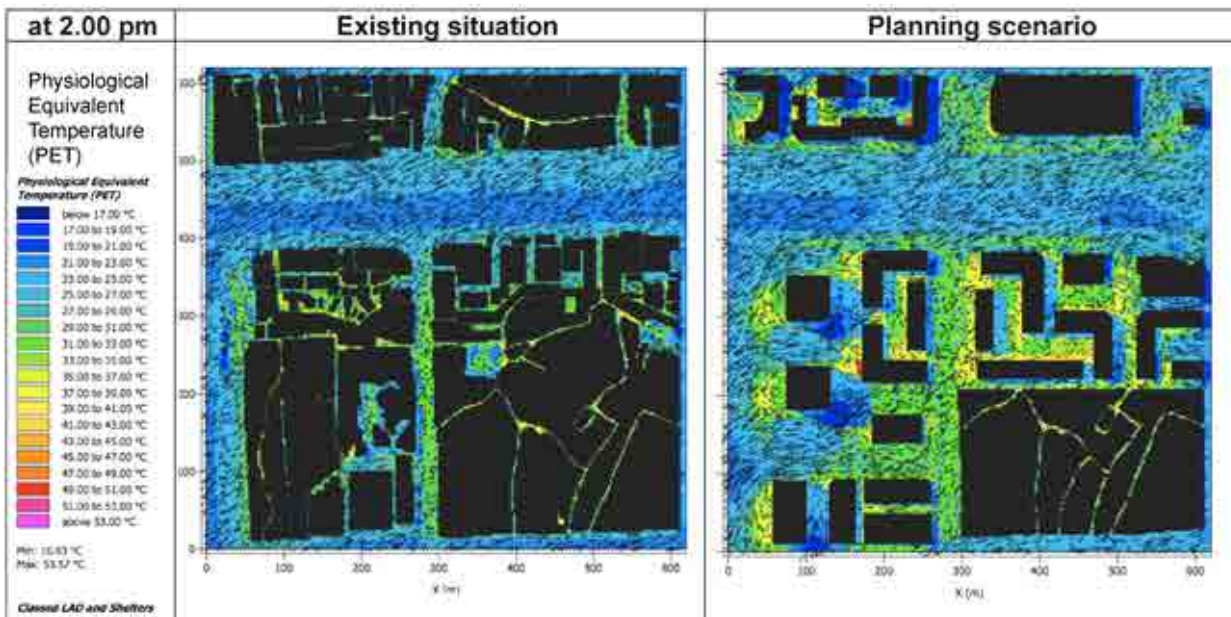 at 2.00 pm
Existing situation
Planning scenario
Physiological
Equivalent
Temperature
(PET)
Physiological Equivalent
Temperature (PET)
below 17.00 °C
17.00 to 19.00 °C
19.00 to 21.00 °C
21.00 to 23.00 °C
23.00 to 25.00 °C
25.00 to 27.00 °C
27.00 to 29.00 °C
29.00 to 31.00 °C
31.00 to 33.00 °C
33.00 to 35.00 °C
35.00 to 37.00 °C
37.00 to 39.00 °C
39.00 to 41.00 °C
41.00 to 43.00 °C
43.00 to 45.00 °C
45.00 to 47.00 °C
47.00 to 49.00 °C
49.00 to 51.00 °C
51.00 to 53.00 °C
above 53.00 °C
Min:
Max: 53.57 °C
Classed LAD and Shelters
400
300
200
100
0
0 100 200 300 400 500 600
X (m)
0 100 200 300 400 500 600
X (m)